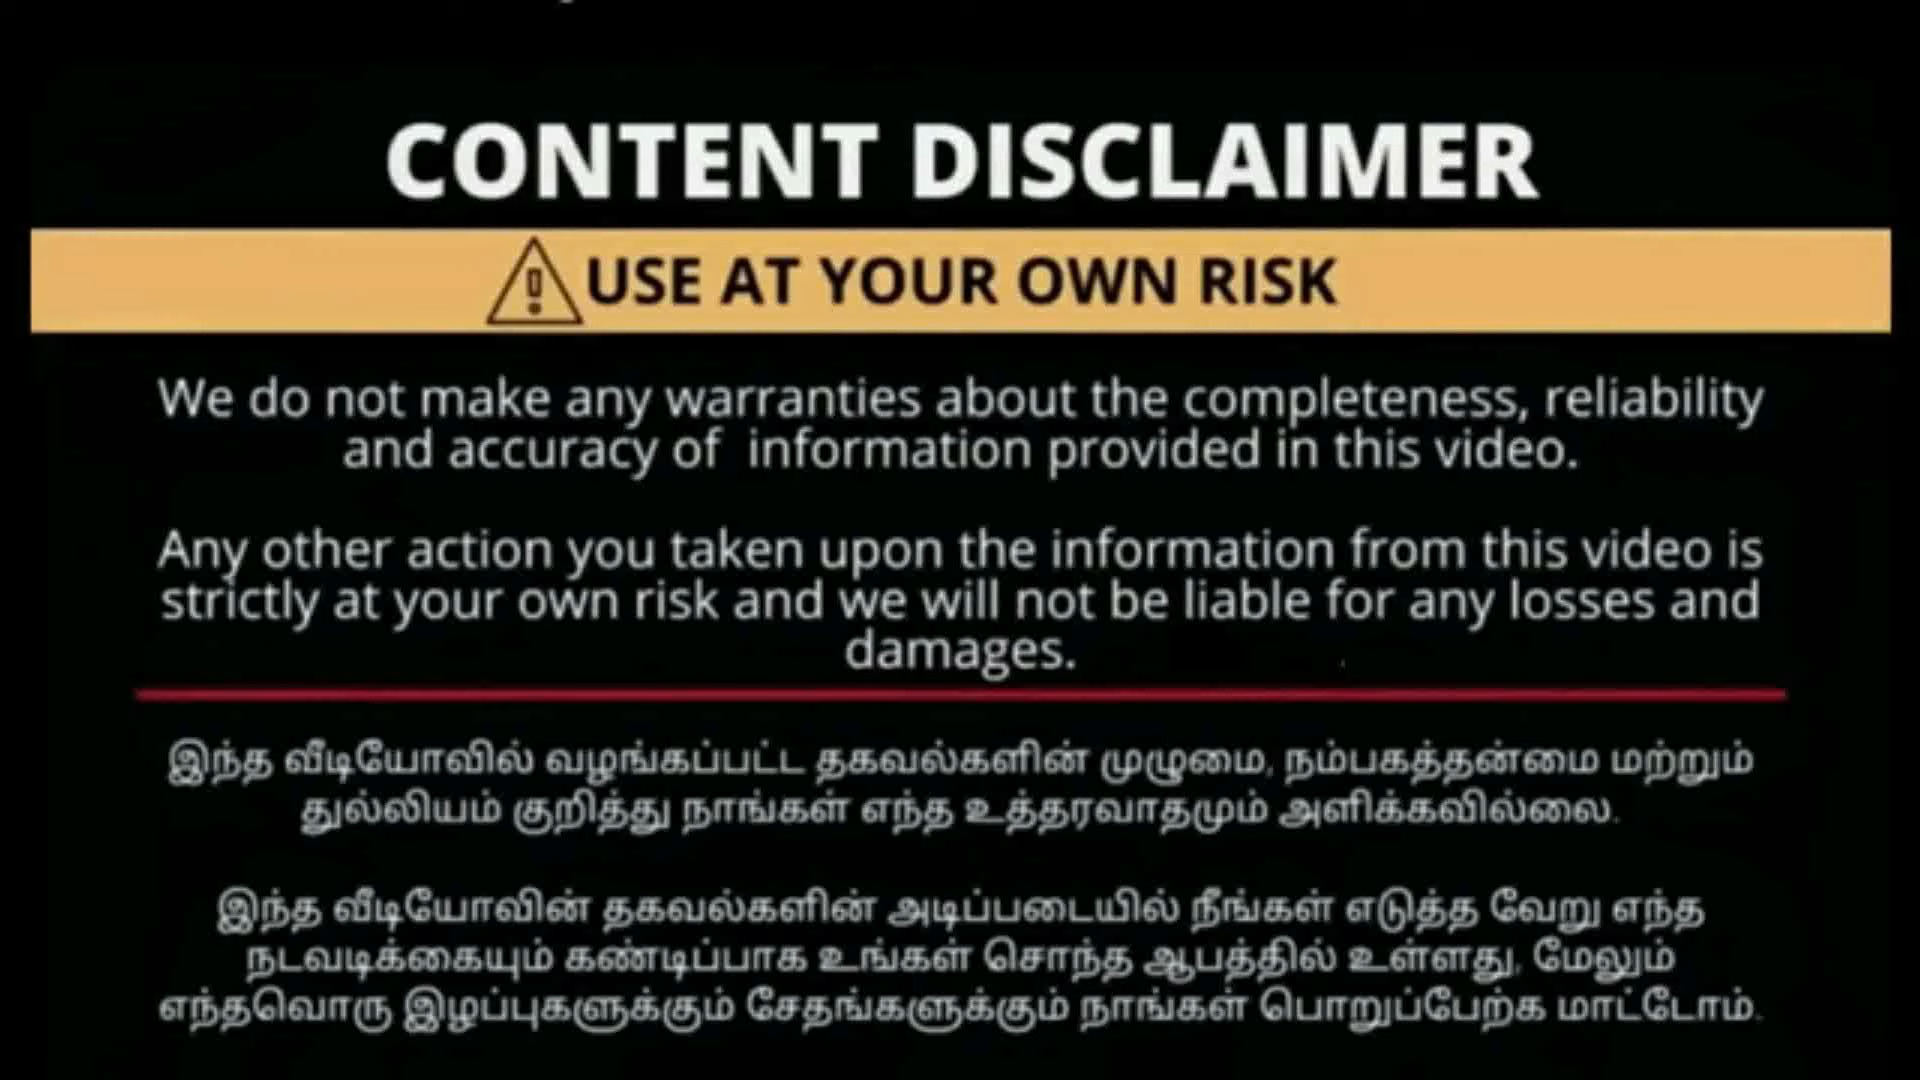 CONTENT DISCLAIMER
USE AT YOUR OWN RISK
We do not make any warranties about the completeness, reliability
and accuracy of information provided in this video.
Any other action you taken upon the information from this video is
strictly at your own risk and we will not be liable for any losses and
damages.
இந்த வீடியோவில் வழங்கப்பட்ட தகவல்களின் முழுமை, நம்பகத்தன்மை மற்றும்
துல்லியம் குறித்து நாங்கள் எந்த உத்தரவாதமும் அளிக்கவில்லை.
இந்த வீடியோவின் தகவல்களின் அடிப்படையில் நீங்கள் எடுத்த வேறு எந்த
நடவடிக்கையும் கண்டிப்பாக உங்கள் சொந்த ஆபத்தில் உள்ளது, மேலும்
எந்தவொரு இழப்புகளுக்கும் சேதங்களுக்கும் நாங்கள் பொறுப்பேற்க மாட்டோம்.